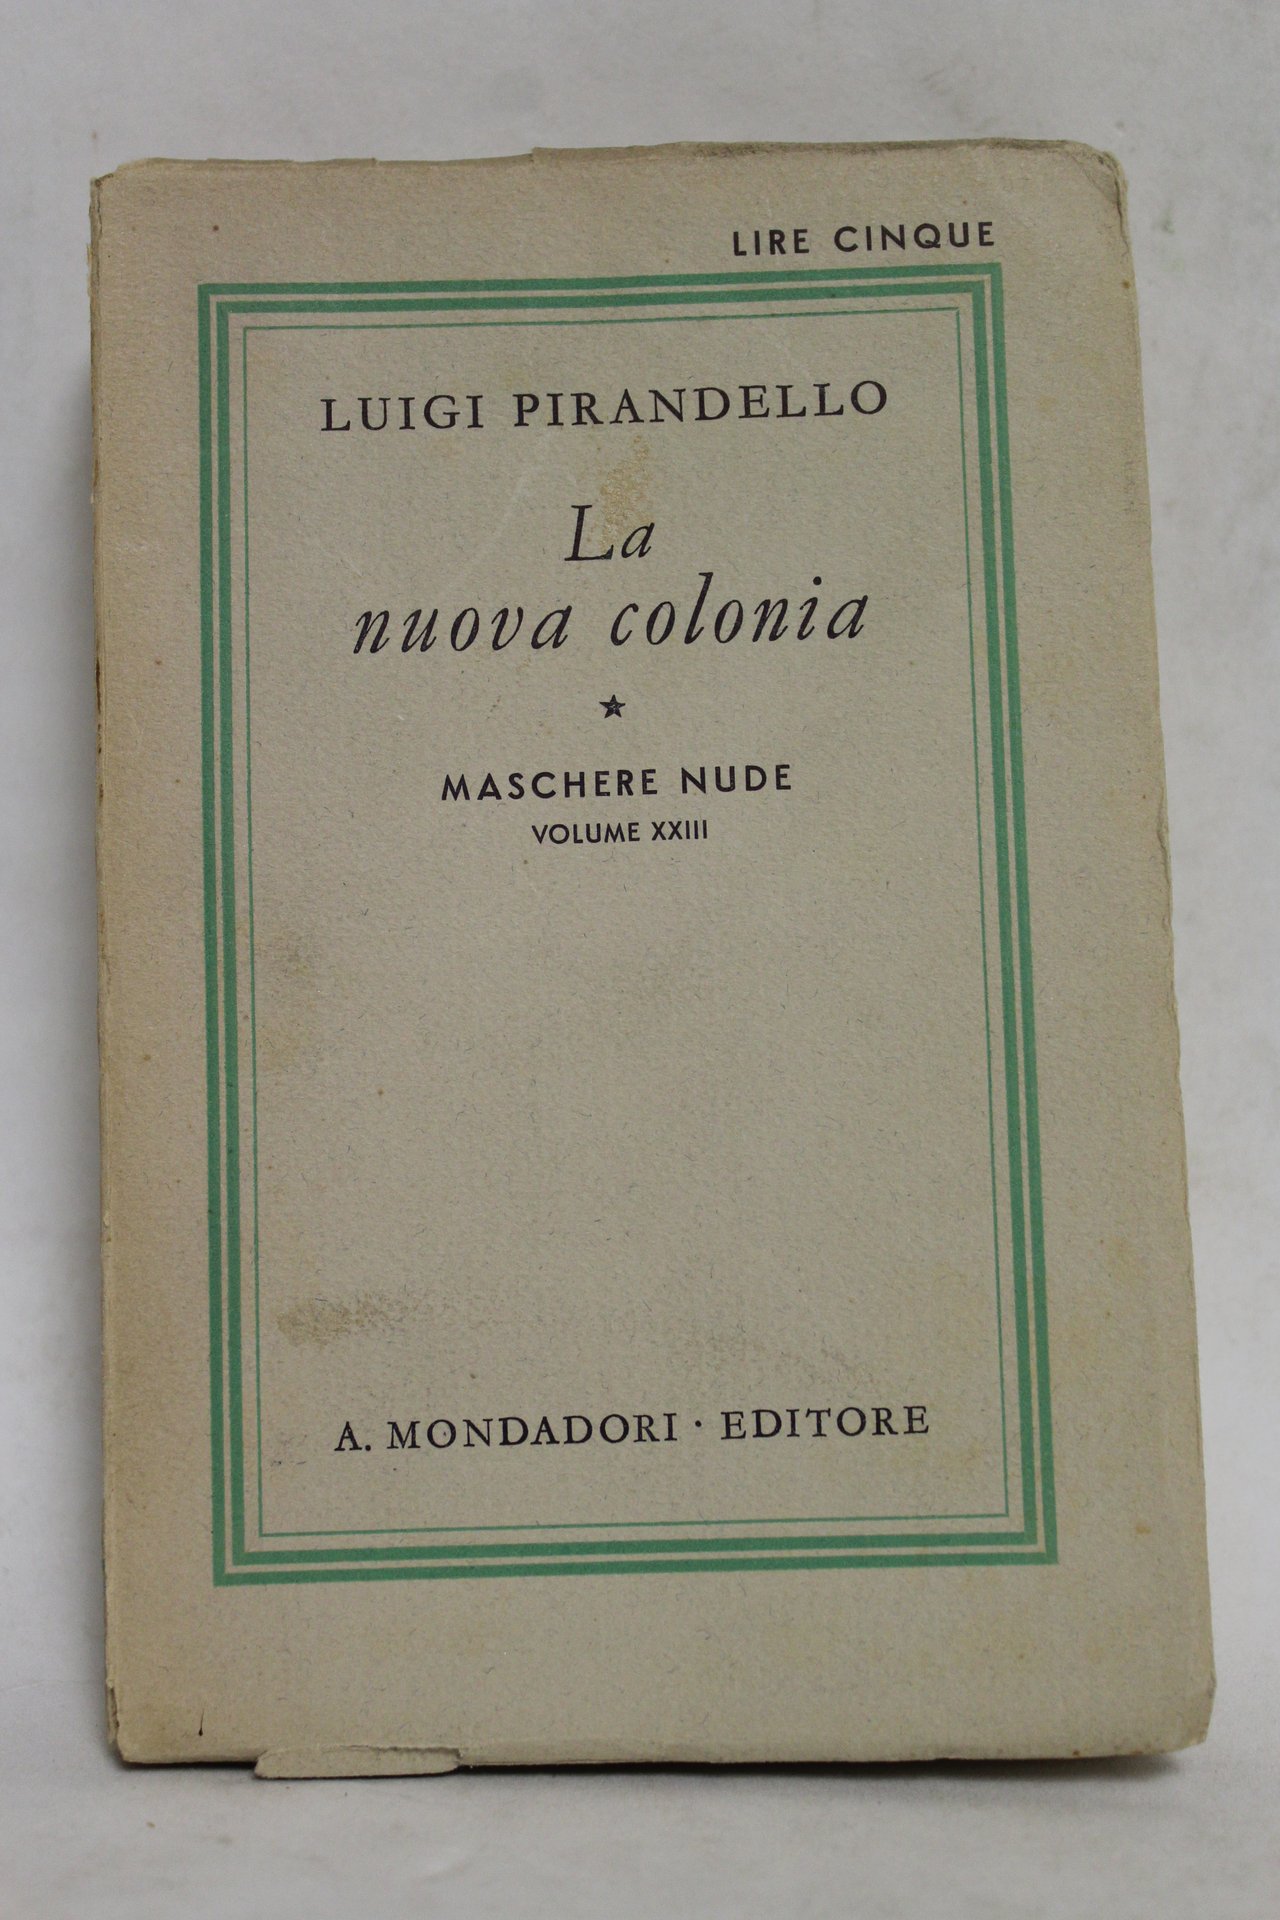 LIRE CINQUE
LUIGI PIRANDELLO
La
nuova colonia
MASCHERE NUDE
VOLUME XXIII
A. MONDADORI · EDITORE